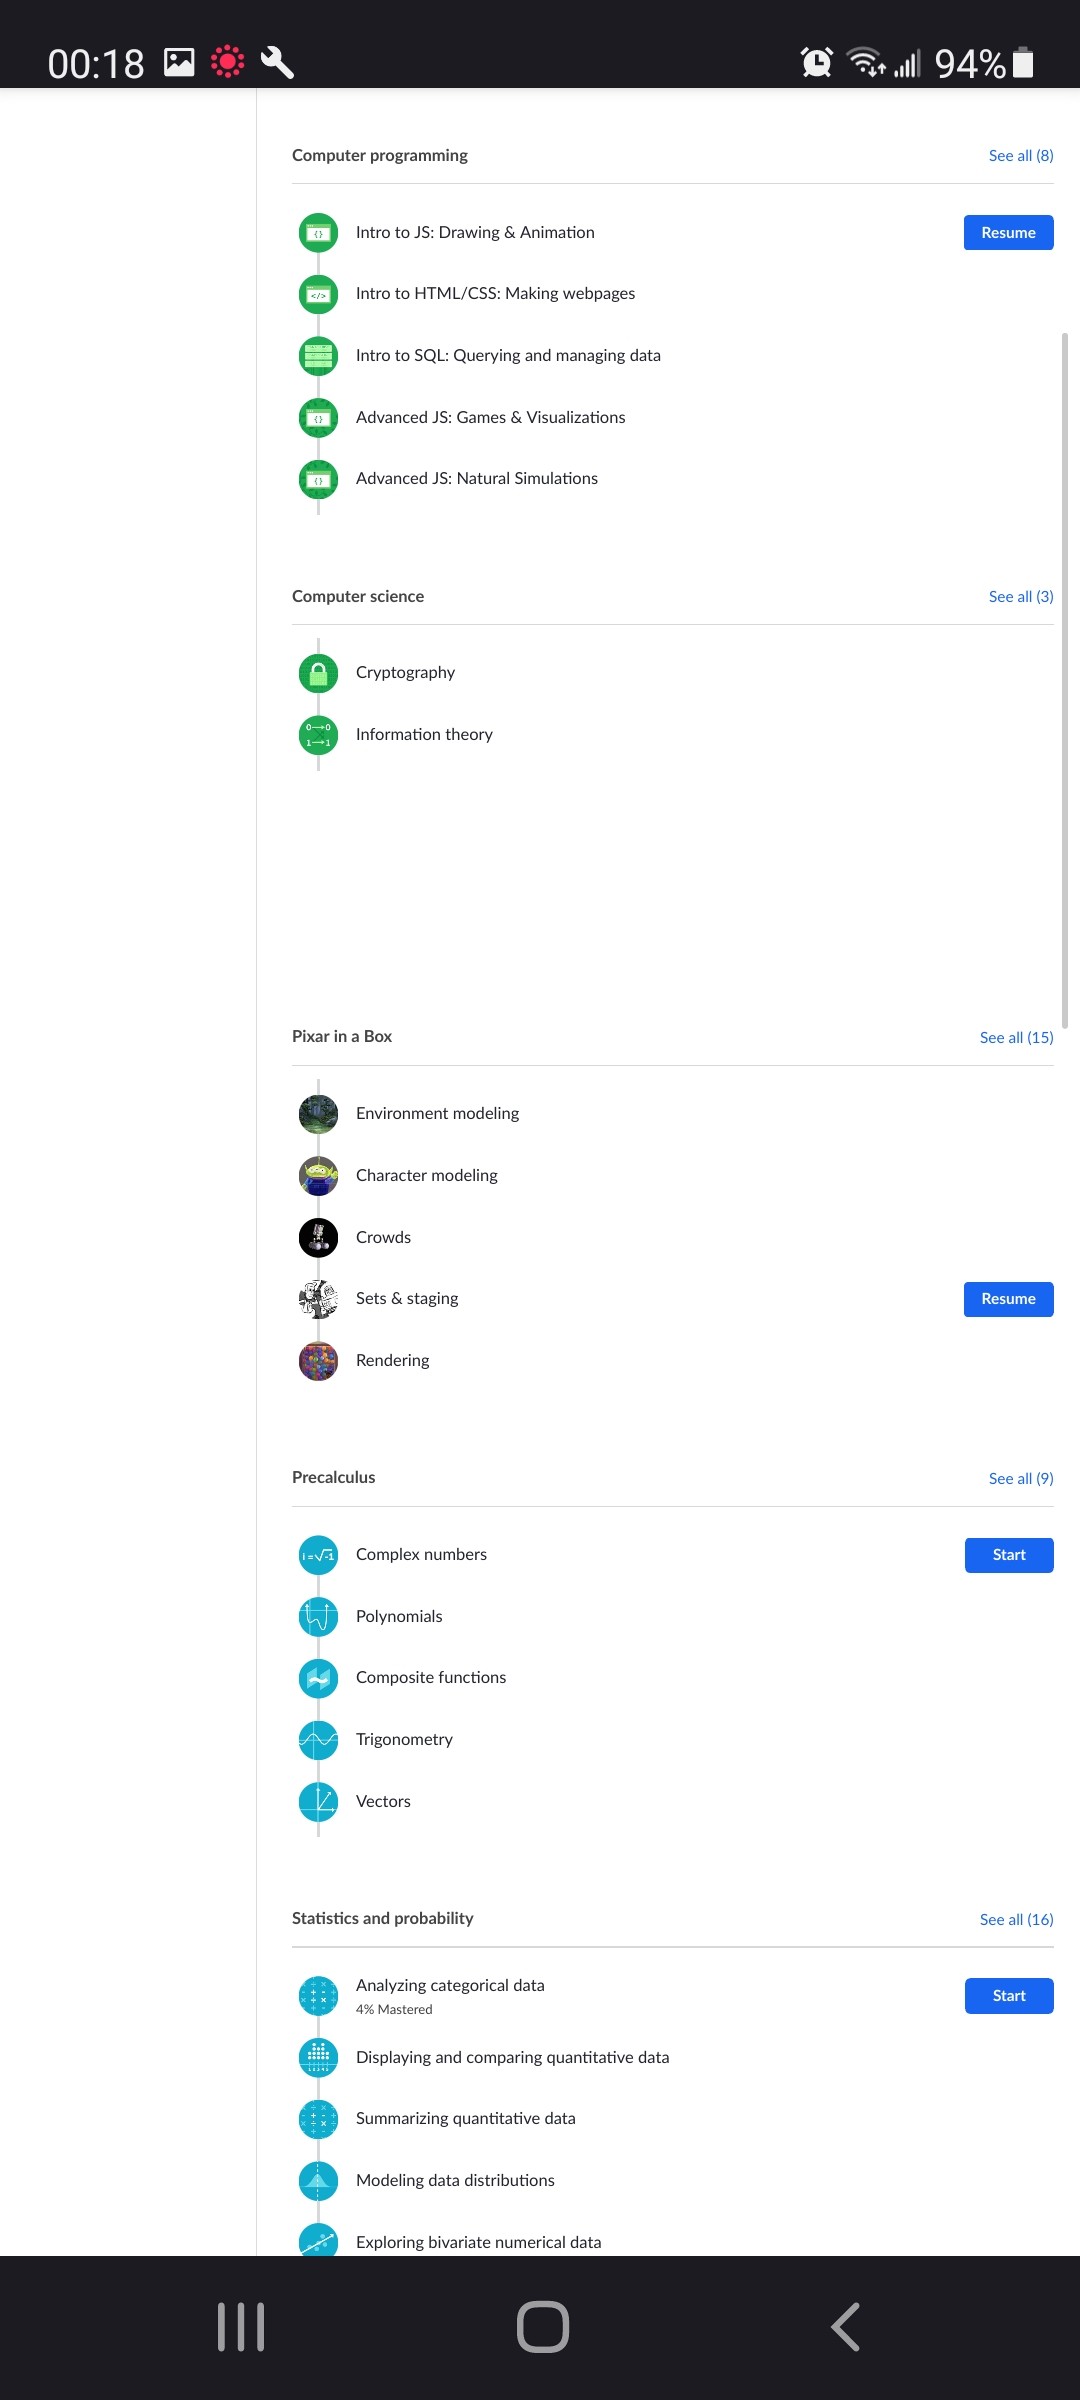 00:18
94%
Computer programming
See all (8)
Intro to JS: Drawing & Animation
Resume
Intro to HTML/CSS: Making webpages
Intro to SQL: Querying and managing data
Advanced JS: Games & Visualizations
Advanced JS: Natural Simulations
Computer science
See all (3)
Cryptography
Information theory
Pixar in a Box
See all (15)
Environment modeling
Character modeling
Crowds
Sets & staging
Resume
Rendering
Precalculus
See all (9)
i=√-1
Complex numbers
Start
Polynomials
Composite functions
Trigonometry
Vectors
Statistics and probability
See all (16)
Analyzing categorical data
4% Mastered
Start
Displaying and comparing quantitative data
Summarizing quantitative data
Modeling data distributions
Exploring bivariate numerical data